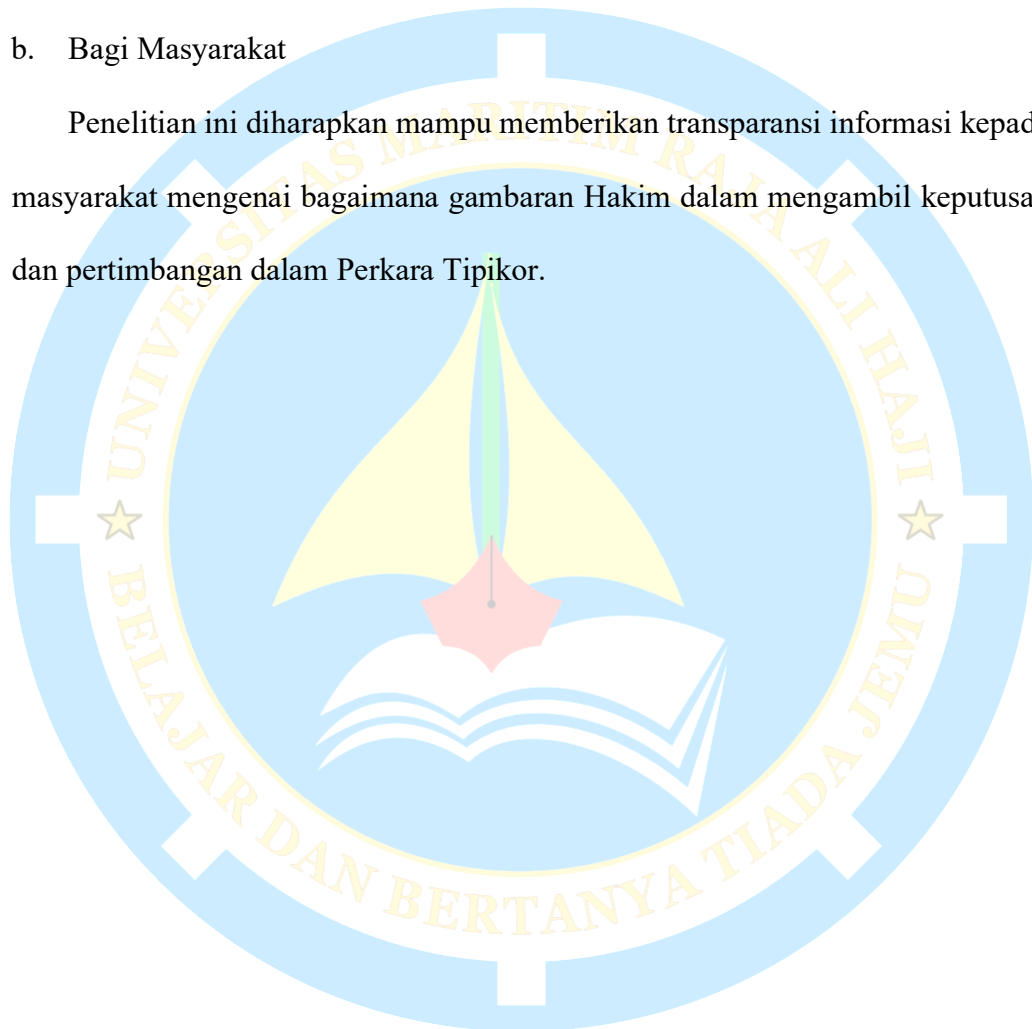 b. Bagi Masyarakat
Penelitian ini diharapkan mampu memberikan transparansi informasi kepad
masyarakat mengenai bagaimana gambaran Hakim dalam mengambil keputusa
dan pertimbangan dalam Perkara Tipikor.
UNIVERSITAS MARITIM RAJA ALI HAJI
BELAJAR DAN BERTANYA TIADA JEMU